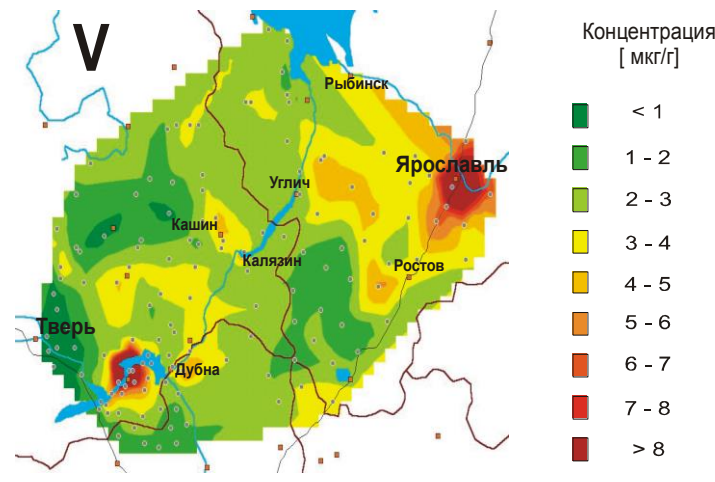 V
Рыбинск
Ярославль
Углич
Кашин
Калязин
Ростов
Тверь
Дубна
Концентрация
[ мкг/г]
< 1
1 - 2
2 - 3
3 - 4
4 - 5
5 - 6
6 - 7
7 - 8
> 8